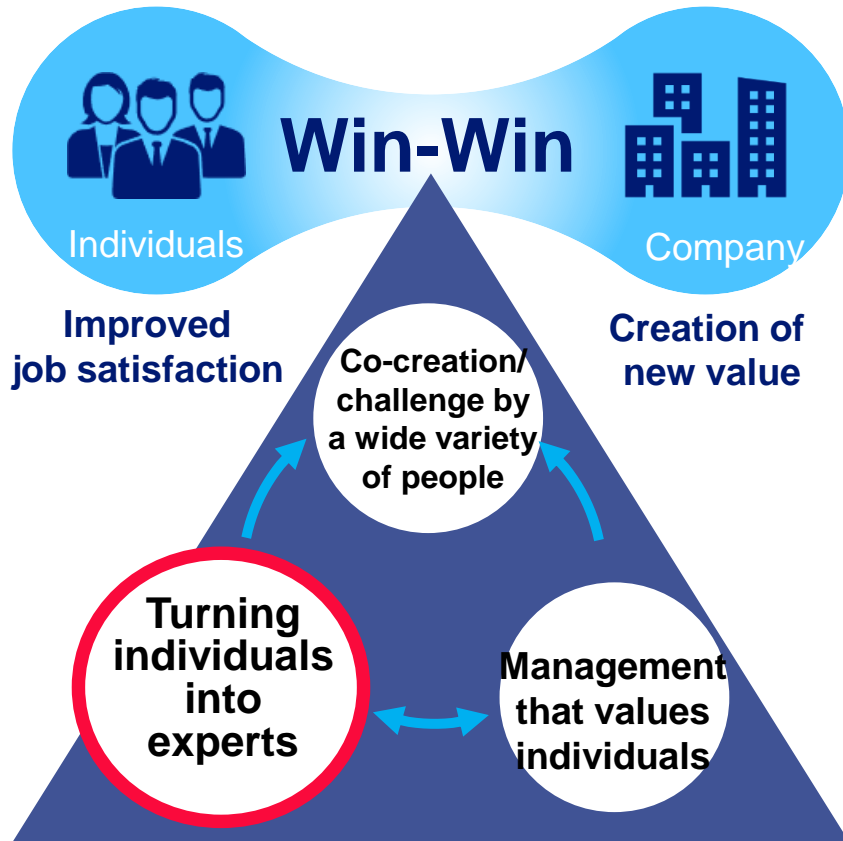 Win-Win
Individuals
Company
Improved
job satisfaction
Creation of
new value
Co-creation/
challenge by
a wide variety
of people
Turning
individuals
into
experts
Management
that values
individuals